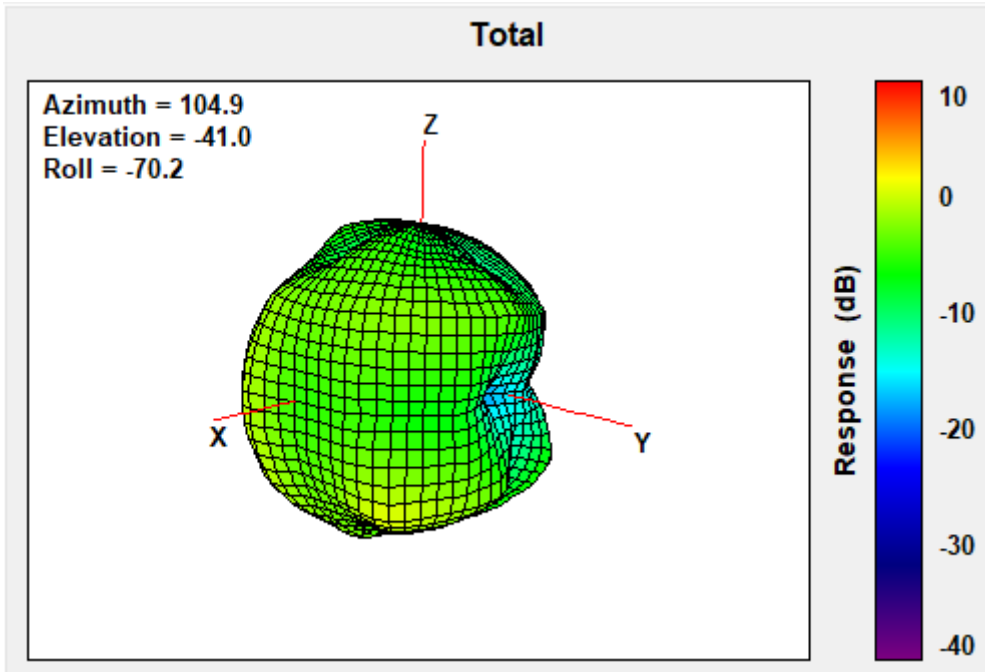 Total
Azimuth = 104.9
Elevation = -41.0
Roll = -70.2
Z
X
Y
10
0
-10
-20
-30
-40
Response (dB)